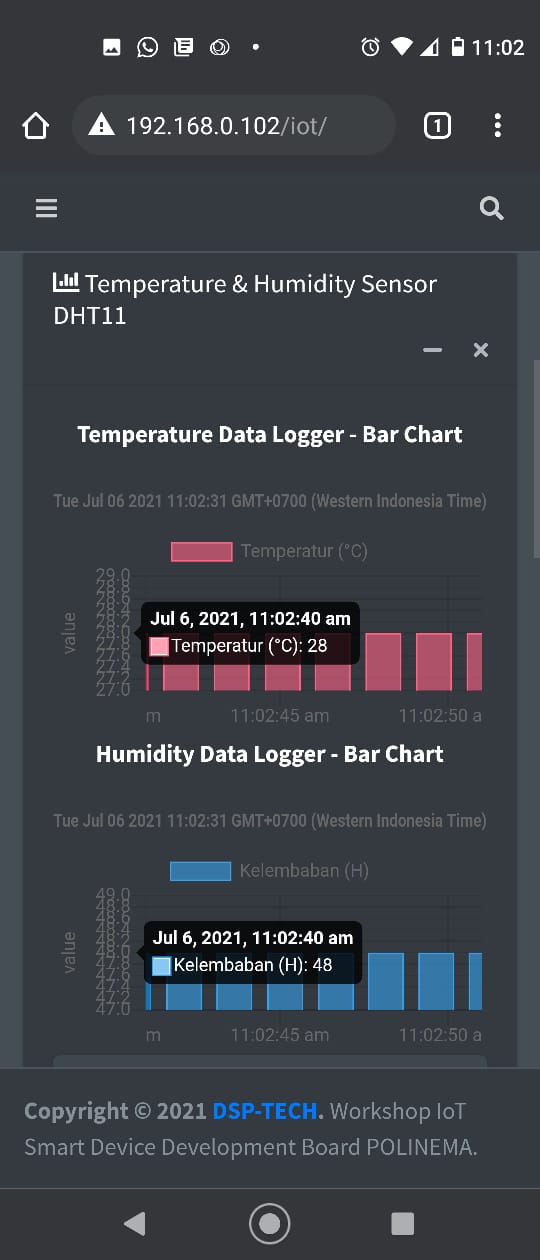 11:02
192.168.0.102/iot/
1
Temperature & Humidity Sensor
DHT11
Temperature Data Logger - Bar Chart
Tue Jul 06 2021 11:02:31 GMT+0700 (Western Indonesia Time)
Temperatur (°C)
value
29.0
28.8
28.6
28.4
28.2
28.0
27.8
27.6
27.4
27.2
27.0
Jul 6, 2021, 11:02:40 am
Temperatur (°C): 28
m
11:02:45 am
11:02:50 a
Humidity Data Logger - Bar Chart
Tue Jul 06 2021 11:02:31 GMT+0700 (Western Indonesia Time)
Kelembaban (H)
value
49.0
48.8
48.6
48.4
48.2
48.0
47.8
47.6
47.4
47.2
47.0
Jul 6, 2021, 11:02:40 am
Kelembaban (H): 48
m
11:02:45 am
11:02:50 a
Copyright © 2021 DSP-TECH. Workshop IoT
Smart Device Development Board POLINEMA.